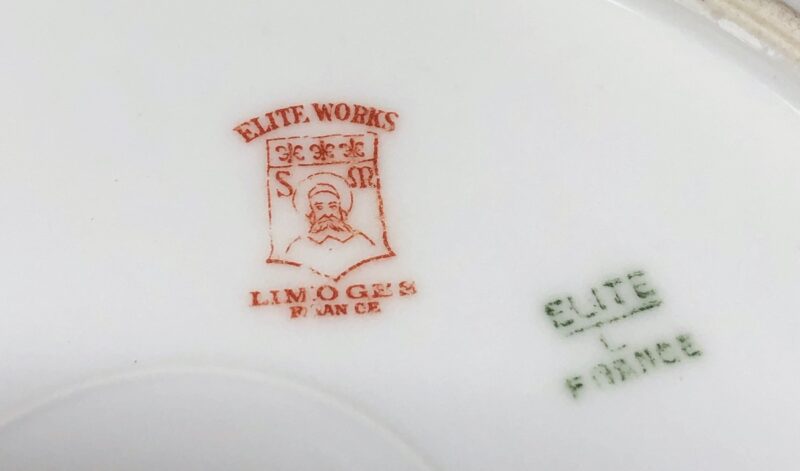 ELITE WORKS
S M
LIMOGES
FRANCE
ELITE
L
FRANCE